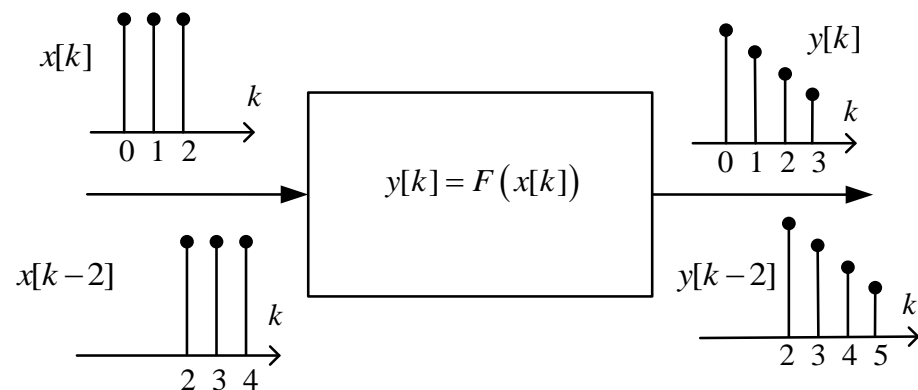 x[k]
k
0 1 2
y[k] = F(x[k])
y[k]
k
0 1 2 3
x[k−2]
k
2 3 4
y[k−2]
k
2 3 4 5